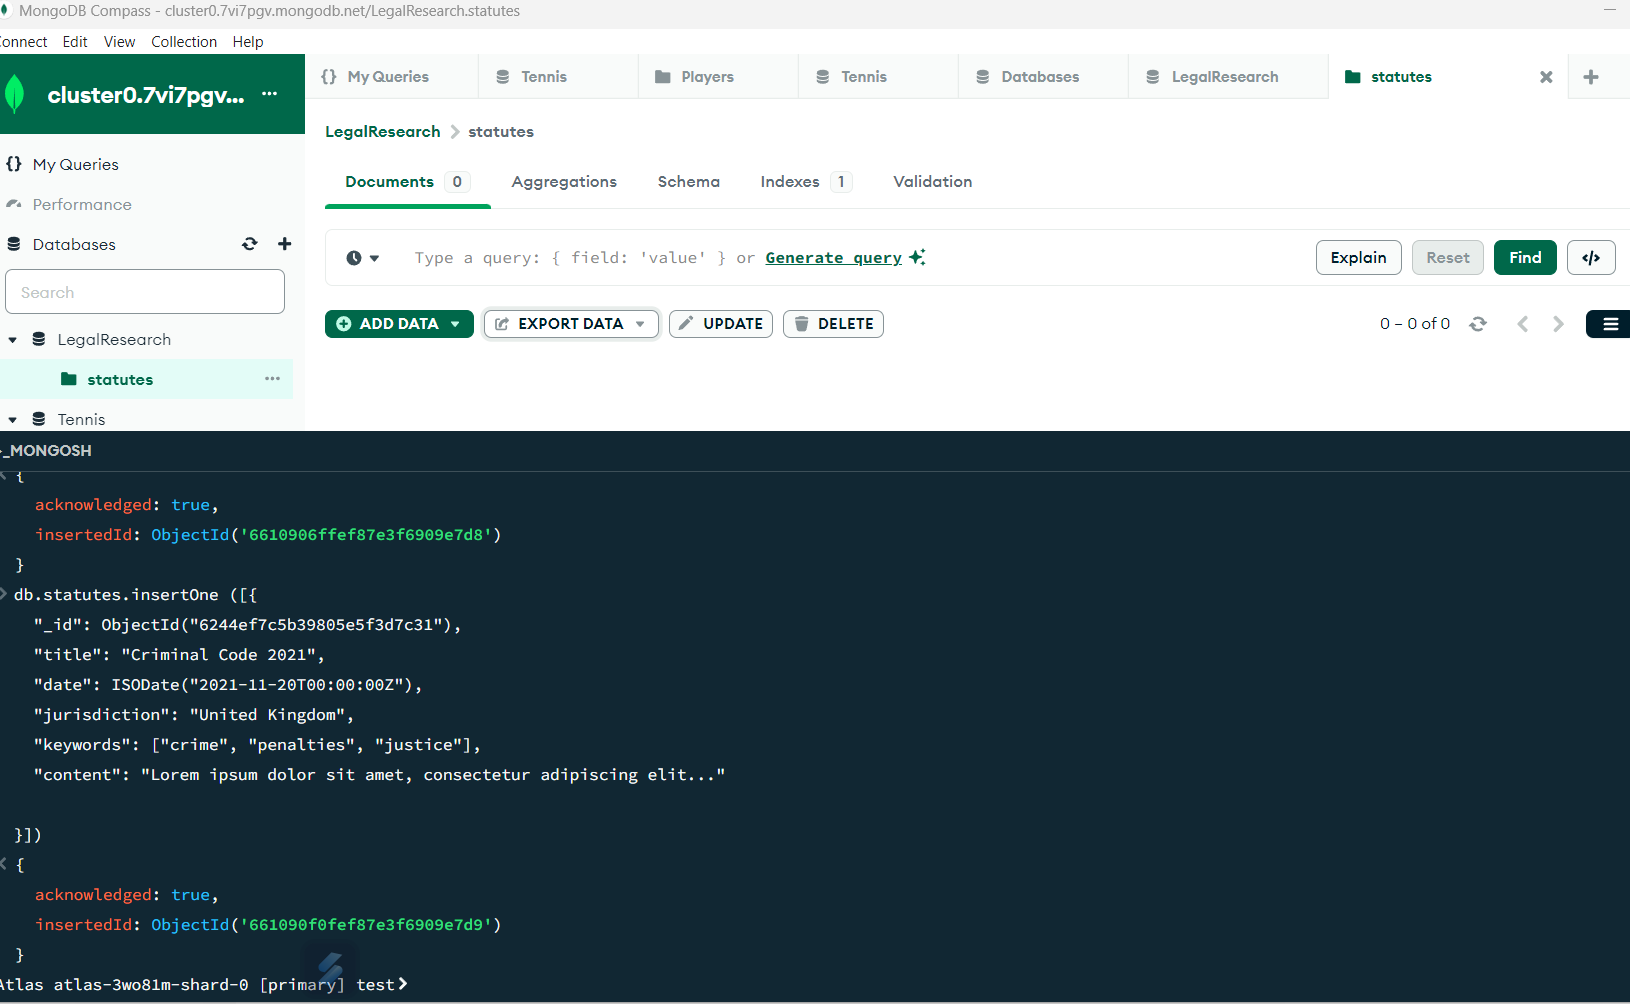 MongoDB Compass - cluster0.7vi7pgv.mongodb.net/LegalResearch.statutes
onnect Edit View Collection Help
cluster0.7vi7pgv... ...
{} My Queries
Tennis
Players
Tennis
Databases
LegalResearch
statutes
LegalResearch > statutes
{} My Queries
Performance
Databases
Search
LegalResearch
statutes ...
Tennis
Documents 0 Aggregations Schema Indexes 1 Validation
Type a query: { field: 'value' } or Generate query
Explain Reset Find </>
ADD DATA EXPORT DATA UPDATE DELETE
0 – 0 of 0
>_MONGOSH
< {
acknowledged: true,
insertedId: ObjectId('6610906ffef87e3f6909e7d8')
}
> db.statutes.insertOne ([{
"_id": ObjectId("6244ef7c5b39805e5f3d7c31"),
"title": "Criminal Code 2021",
"date": ISODate("2021-11-20T00:00:00Z"),
"jurisdiction": "United Kingdom",
"keywords": ["crime", "penalties", "justice"],
"content": "Lorem ipsum dolor sit amet, consectetur adipiscing elit..."
}])
< {
acknowledged: true,
insertedId: ObjectId('661090f0fef87e3f6909e7d9')
}
Atlas atlas-3wo81m-shard-0 [primary] test>